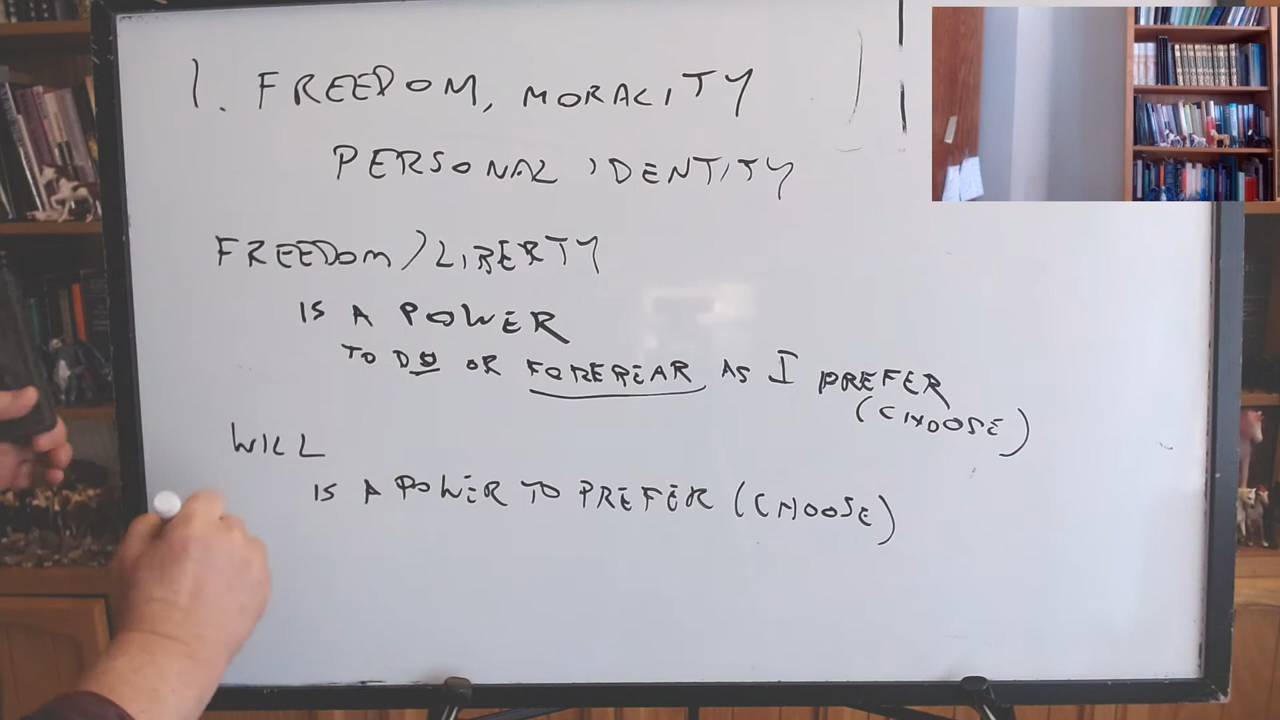 1. FREEDOM, MORALITY
PERSONAL IDENTITY
FREEDOM/LIBERTY
IS A POWER
TO DO OR FOREBEAR AS I PREFER
(CHOOSE)
WILL
IS A POWER TO PREFER (CHOOSE)